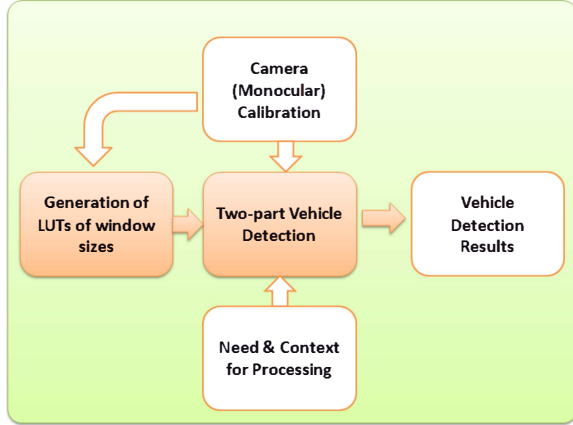 Camera
(Monocular)
Calibration
Generation of
LUTs of window
sizes
Two-part Vehicle
Detection
Vehicle
Detection
Results
Need & Context
for Processing